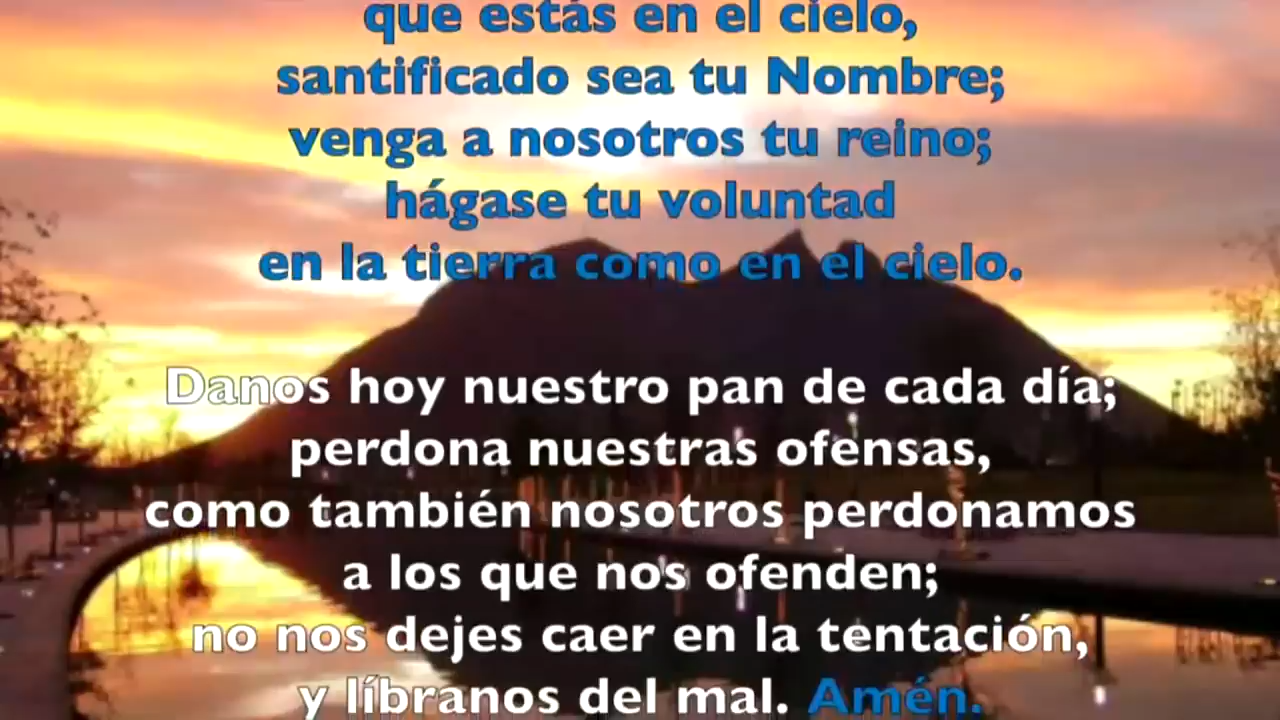 que estás en el cielo,
santificado sea tu Nombre;
venga a nosotros tu reino;
hágase tu voluntad
en la tierra como en el cielo.
Danos hoy nuestro pan de cada día;
perdona nuestras ofensas,
como también nosotros perdonamos
a los que nos ofenden;
no nos dejes caer en la tentación,
y líbranos del mal. Amén.